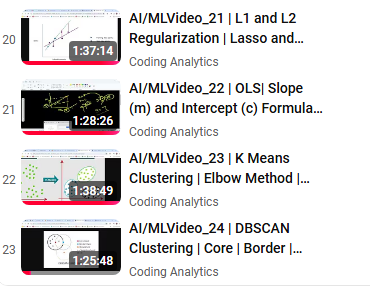 20
1:37:14
AI/MLVideo_21 | L1 and L2
Regularization | Lasso and...
Coding Analytics
21
1:28:26
AI/MLVideo_22 | OLS| Slope
(m) and Intercept (c) Formula...
Coding Analytics
22
1:38:49
AI/MLVideo_23 | K Means
Clustering | Elbow Method |...
Coding Analytics
23
1:25:48
AI/MLVideo_24 | DBSCAN
Clustering | Core | Border |...
Coding Analytics